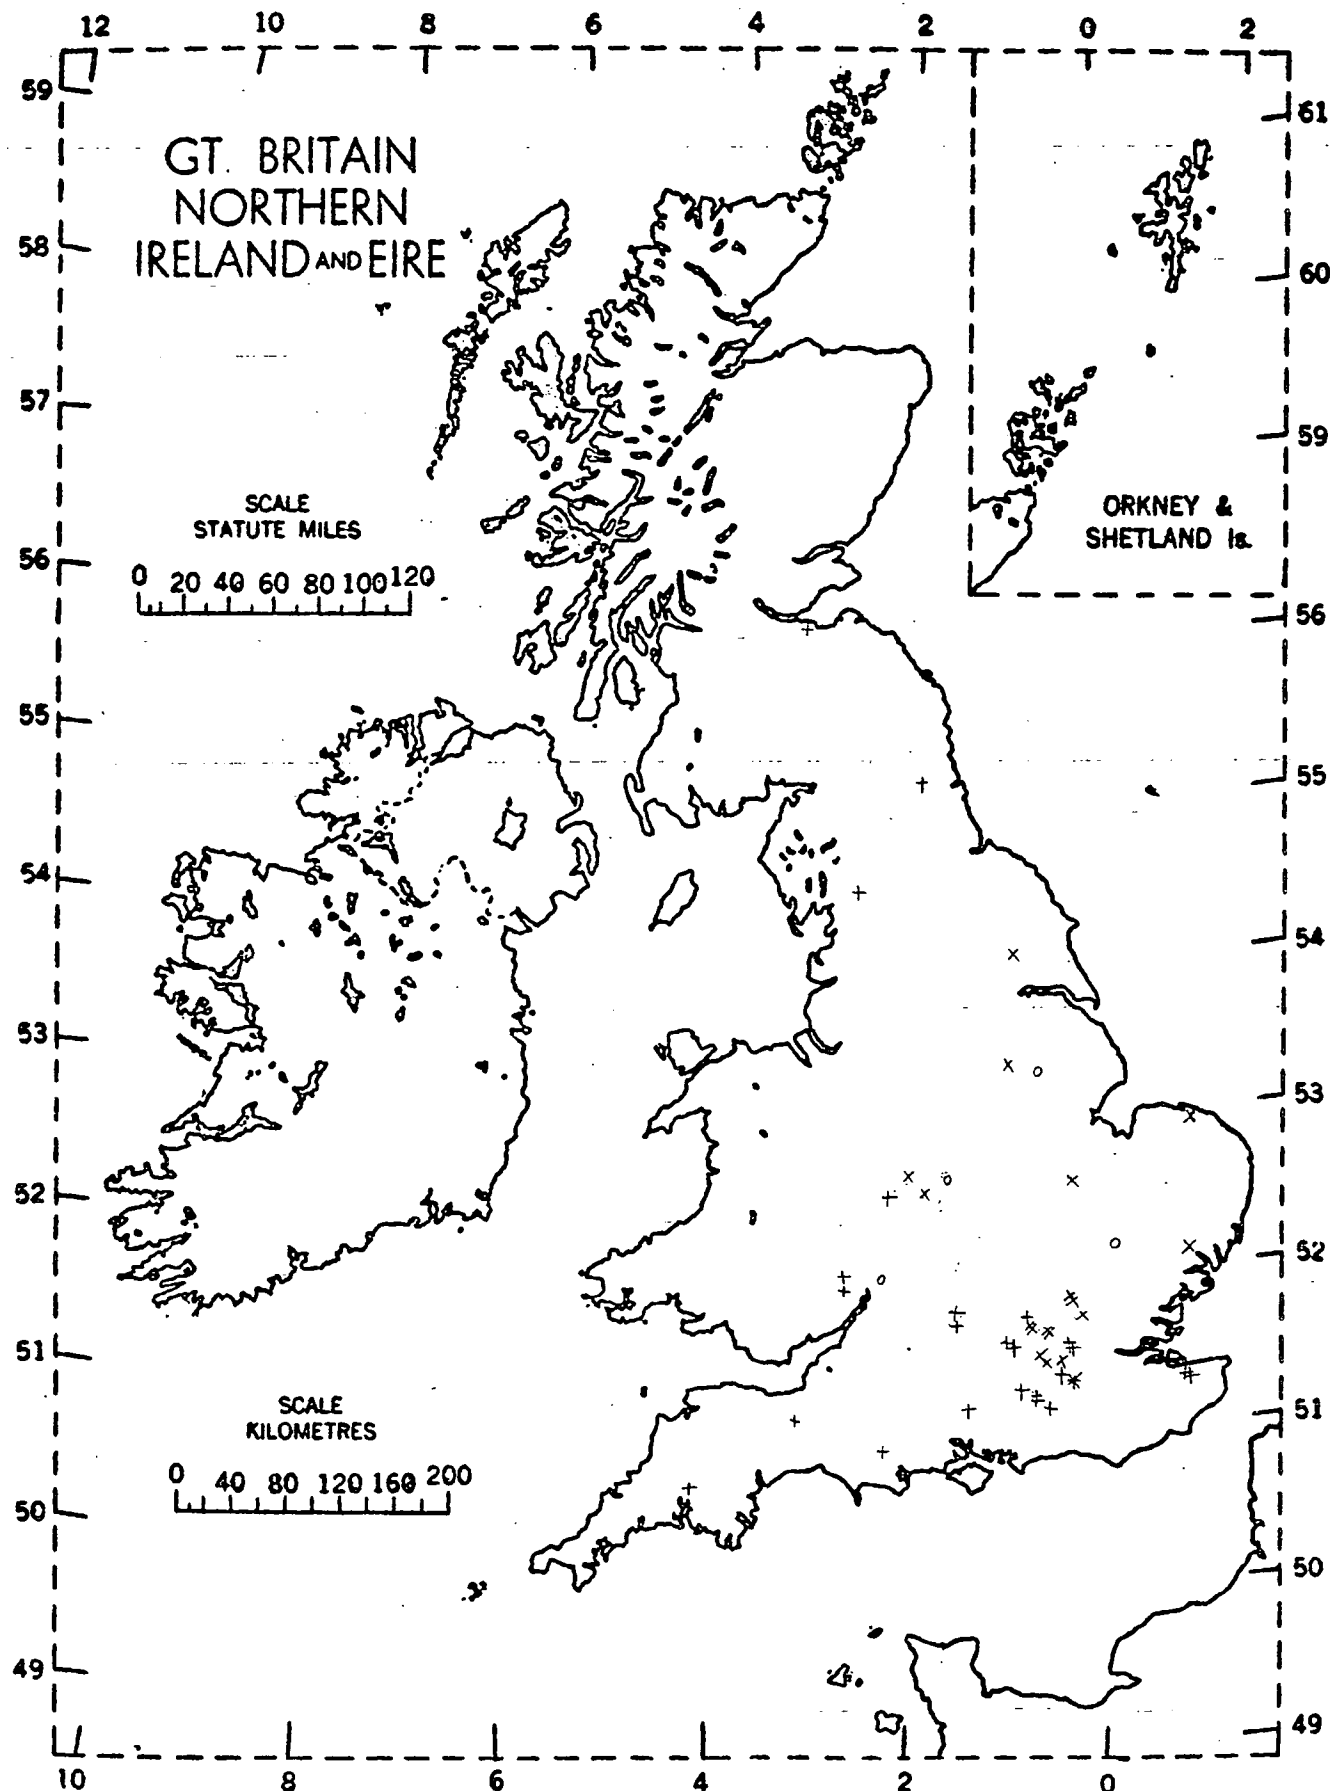 12 10 8 6 4 2 0 2
59
61
GT. BRITAIN
NORTHERN
IRELAND AND EIRE
58
60
57
59
SCALE
STATUTE MILES
ORKNEY &
SHETLAND Is.
56
0 20 40 60 80 100 120
56
55
55
54
54
53
53
52
52
51
SCALE
KILOMETRES
51
0 40 80 120 160 200
50
50
49
49
10 8 6 4 2 0